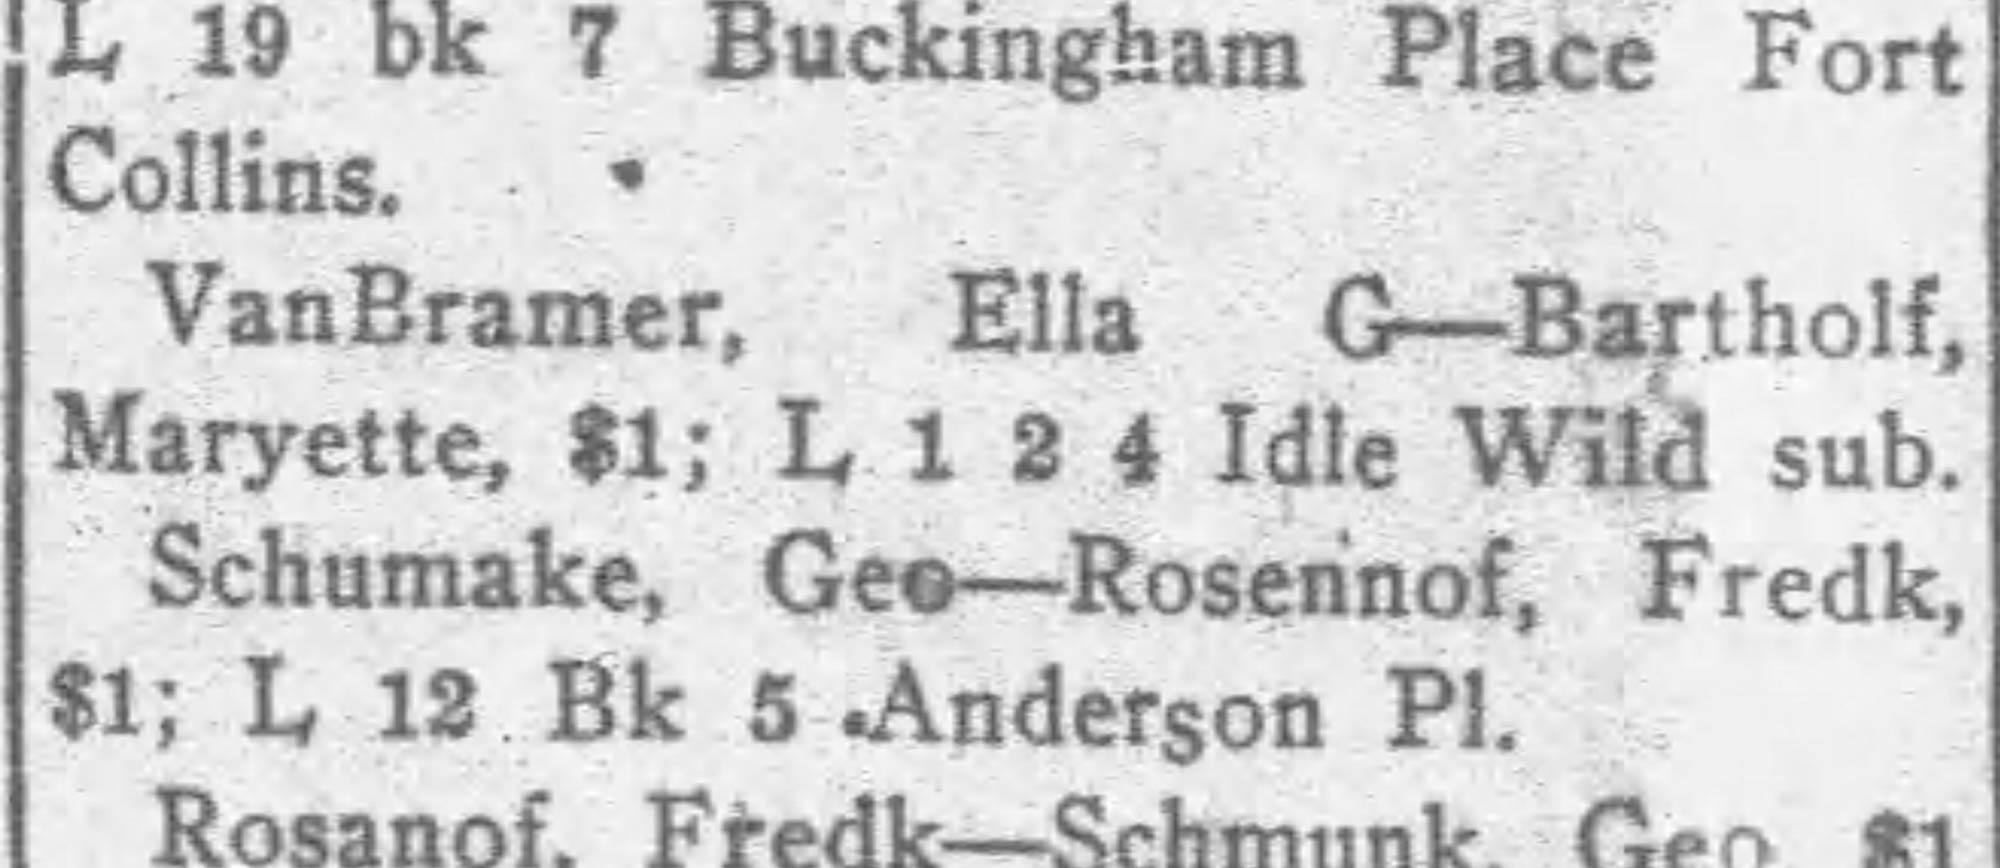 L 19 bk 7 Buckingham Place Fort
Collins.
VanBramer, Ella G—Bartholf,
Maryette, $1; L 1 2 4 Idle Wild sub.
Schumake, Geo—Rosennof, Fredk,
$1; L 12 Bk 5 Anderson Pl.
Rosanof, Fredk—Schmunk, Geo $1